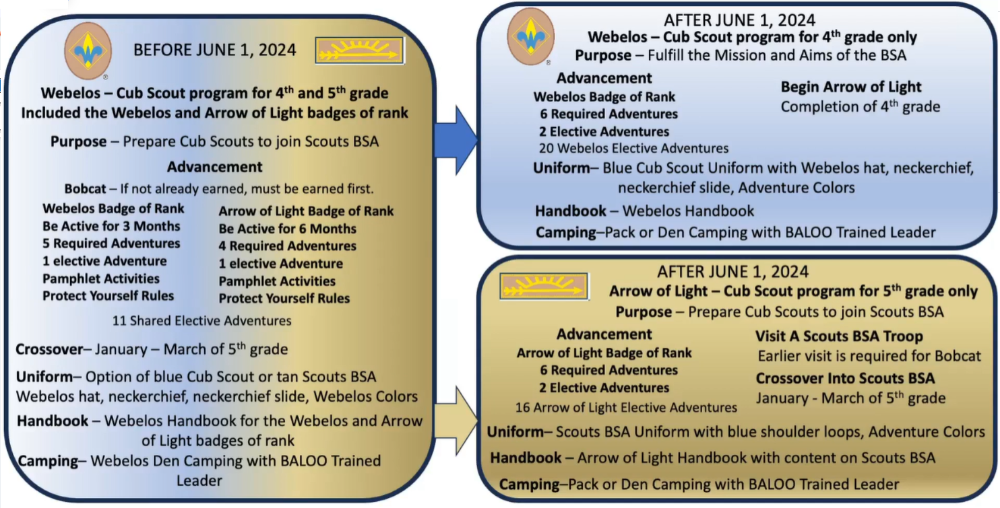 BEFORE JUNE 1, 2024
®
Webelos – Cub Scout program for 4th and 5th grade
Included the Webelos and Arrow of Light badges of rank
Purpose – Prepare Cub Scouts to join Scouts BSA
Advancement
Bobcat – If not already earned, must be earned first.
Webelos Badge of Rank
Be Active for 3 Months
5 Required Adventures
1 elective Adventure
Pamphlet Activities
Protect Yourself Rules
Arrow of Light Badge of Rank
Be Active for 6 Months
4 Required Adventures
1 elective Adventure
Pamphlet Activities
Protect Yourself Rules
11 Shared Elective Adventures
Crossover– January – March of 5th grade
Uniform– Option of blue Cub Scout or tan Scouts BSA
Webelos hat, neckerchief, neckerchief slide, Webelos Colors
Handbook – Webelos Handbook for the Webelos and Arrow
of Light badges of rank
Camping– Webelos Den Camping with BALOO Trained
Leader
AFTER JUNE 1, 2024
Webelos – Cub Scout program for 4th grade only
Purpose – Fulfill the Mission and Aims of the BSA
®
Advancement
Webelos Badge of Rank
6 Required Adventures
2 Elective Adventures
20 Webelos Elective Adventures
Begin Arrow of Light
Completion of 4th grade
Uniform– Blue Cub Scout Uniform with Webelos hat, neckerchief,
neckerchief slide, Adventure Colors
Handbook – Webelos Handbook
Camping–Pack or Den Camping with BALOO Trained Leader
AFTER JUNE 1, 2024
Arrow of Light – Cub Scout program for 5th grade only
Purpose – Prepare Cub Scouts to join Scouts BSA
Advancement
Arrow of Light Badge of Rank
6 Required Adventures
2 Elective Adventures
16 Arrow of Light Elective Adventures
Visit A Scouts BSA Troop
Earlier visit is required for Bobcat
Crossover Into Scouts BSA
January - March of 5th grade
Uniform– Scouts BSA Uniform with blue shoulder loops, Adventure Colors
Handbook – Arrow of Light Handbook with content on Scouts BSA
Camping–Pack or Den Camping with BALOO Trained Leader